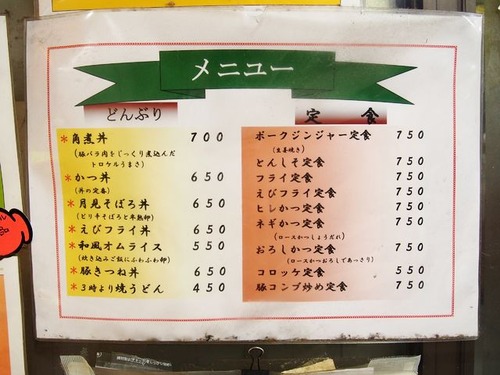 メニュー
どんぶり
*角煮丼 700
(豚バラ肉をじっくり煮込んだ
トロケルうまさ)
*かつ丼 650
(丼の定番)
*月見そぼろ丼 650
(ピリ辛そぼろと半熟卵)
*えびフライ丼 650
*和風オムライス 550
(炊き込みご飯にふわふわ卵)
*豚きつね丼 650
*3時より焼うどん 450
定食
ポークジンジャー定食 750
(生姜焼き)
とんしそ定食 750
フライ定食 750
えびフライ定食 750
ヒレかつ定食 750
ネギかつ定食 750
(ロースかつしょうだれ)
おろしかつ定食 750
(ロースかつおろしであっさり)
コロッケ定食 550
豚コンブ炒め定食 750